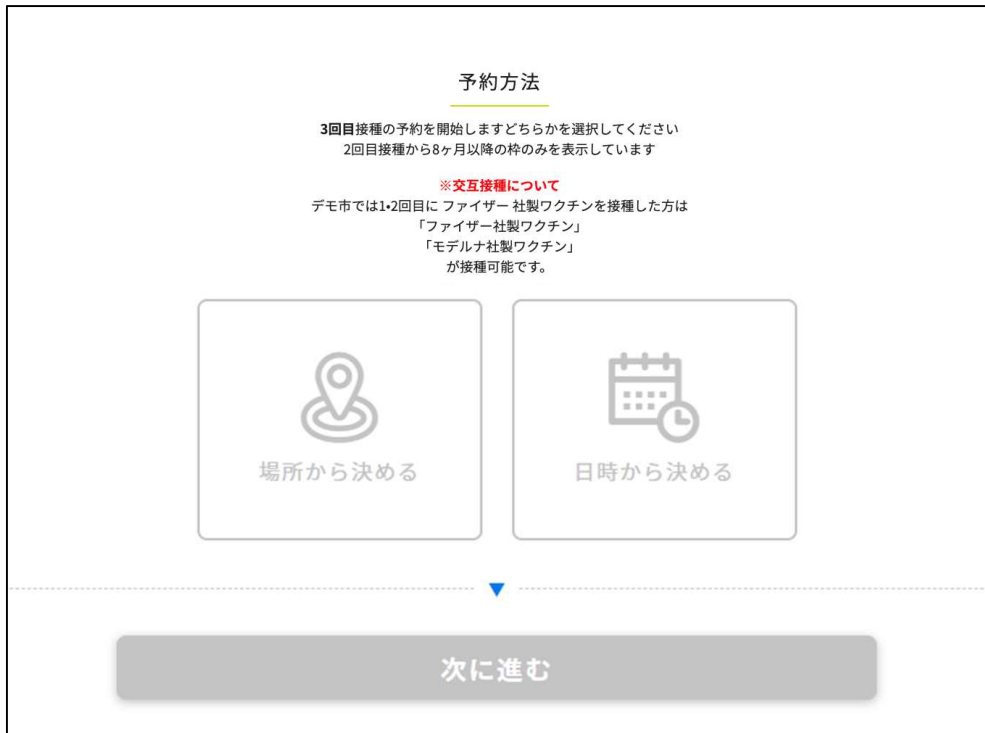 予約方法
3回目接種の予約を開始しますどちらかを選択してください
2回目接種から8ヶ月以降の枠のみを表示しています
※交互接種について
デモ市では1•2回目に ファイザー 社製ワクチンを接種した方は
「ファイザー社製ワクチン」
「モデルナ社製ワクチン」
が接種可能です。
場所から決める
日時から決める
次に進む